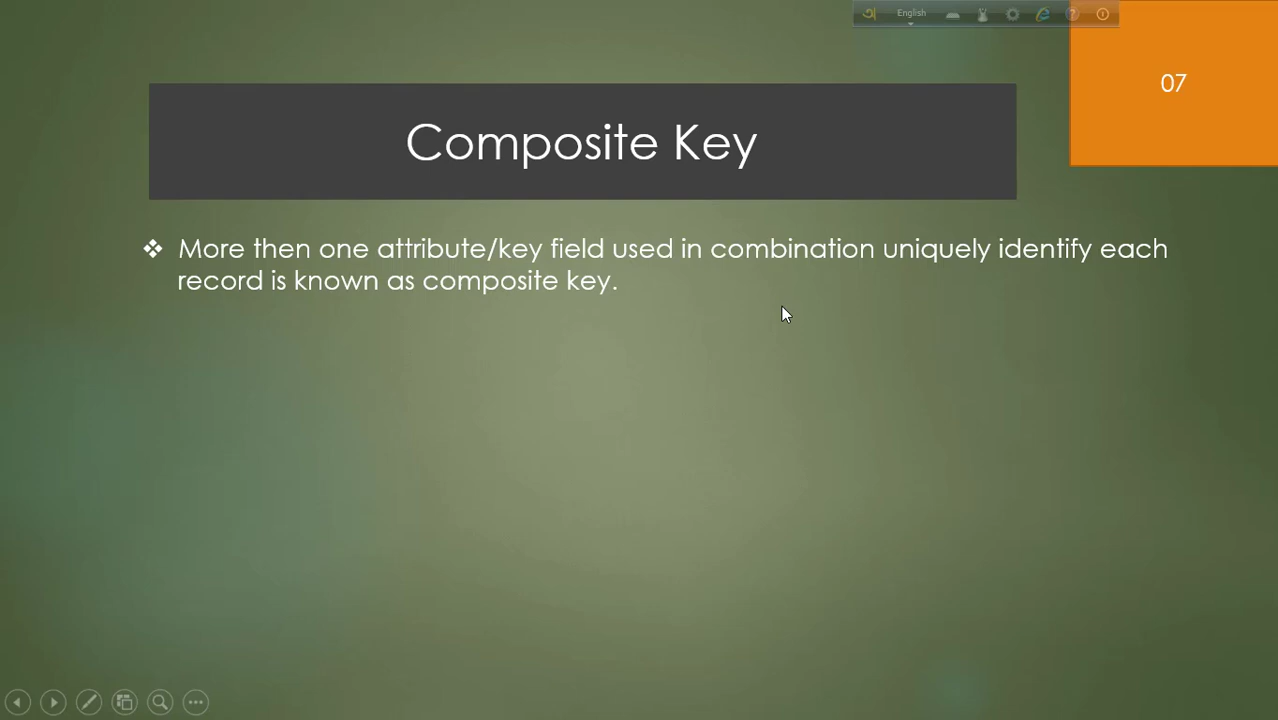 অ English
07
Composite Key
❖ More then one attribute/key field used in combination uniquely identify each
record is known as composite key.